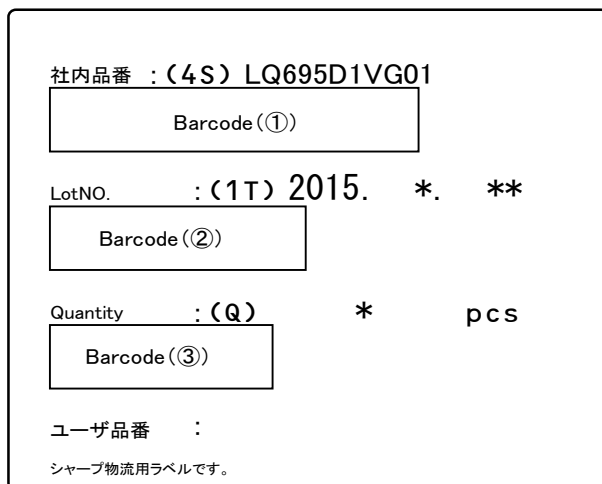 社内品番 : (4S) LQ695D1VG01
Barcode(①)
LotNO. : (1T) 2015. *. **
Barcode(②)
Quantity : (Q) * pcs
Barcode(③)
ユーザ品番 :
シャープ物流用ラベルです。